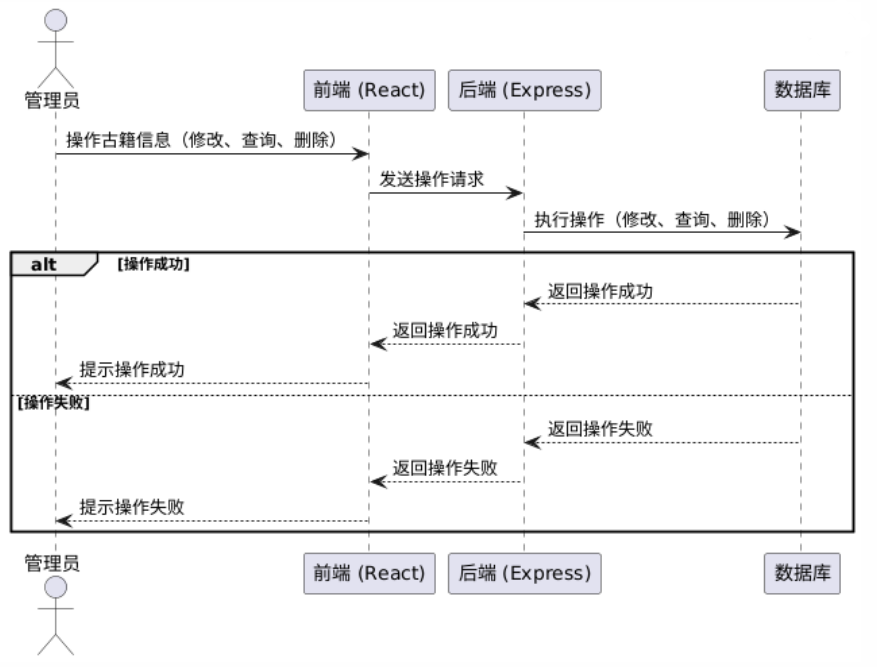 管理员
前端 (React)
后端 (Express)
数据库
操作古籍信息（修改、查询、删除）
发送操作请求
执行操作（修改、查询、删除）
alt
[操作成功]
返回操作成功
返回操作成功
提示操作成功
[操作失败]
返回操作失败
返回操作失败
提示操作失败
管理员
前端 (React)
后端 (Express)
数据库